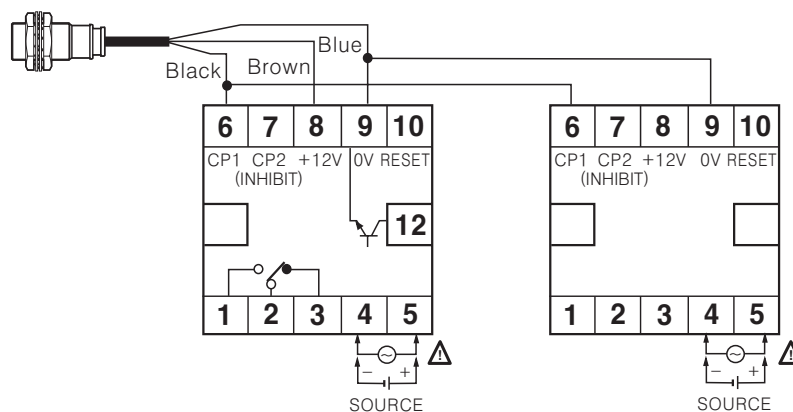 Blue
Black Brown
6 7 8 9 10
CP1 CP2 +12V 0V RESET
(INHIBIT)
12
1 2 3 4 5
− +
SOURCE
6 7 8 9 10
CP1 CP2 +12V 0V RESET
(INHIBIT)
1 2 3 4 5
− +
SOURCE